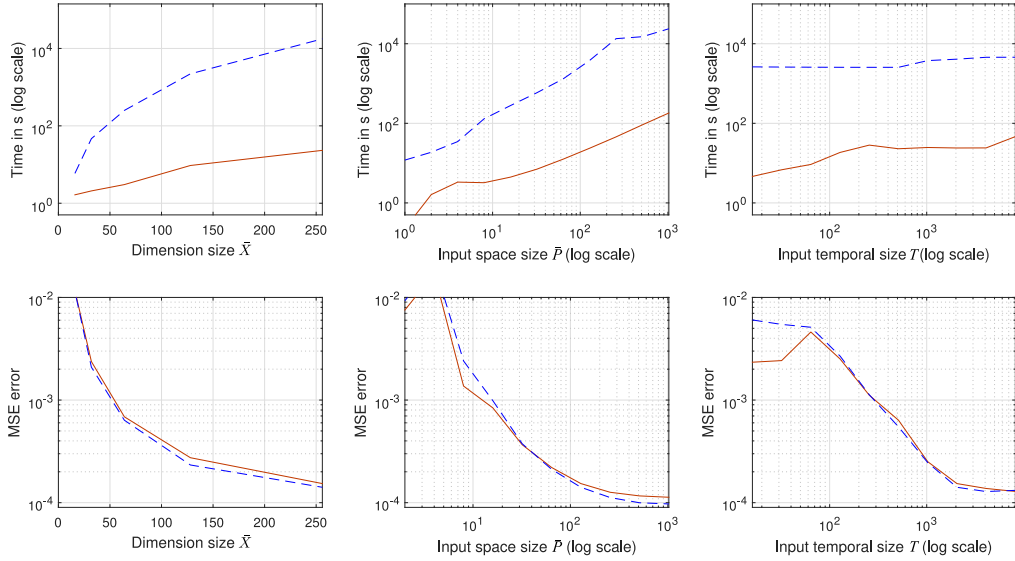 Time in s (log scale)
10^4
10^2
10^0
0 50 100 150 200 250
Dimension size X̄
Time in s (log scale)
10^4
10^2
10^0
10^0 10^1 10^2 10^3
Input space size P̄ (log scale)
Time in s (log scale)
10^4
10^2
10^0
10^2 10^3
Input temporal size T(log scale)
MSE error
10^-2
10^-3
10^-4
0 50 100 150 200 250
Dimension size X̄
MSE error
10^-2
10^-3
10^-4
10^1 10^2 10^3
Input space size P̄ (log scale)
MSE error
10^-2
10^-3
10^-4
10^2 10^3
Input temporal size T (log scale)